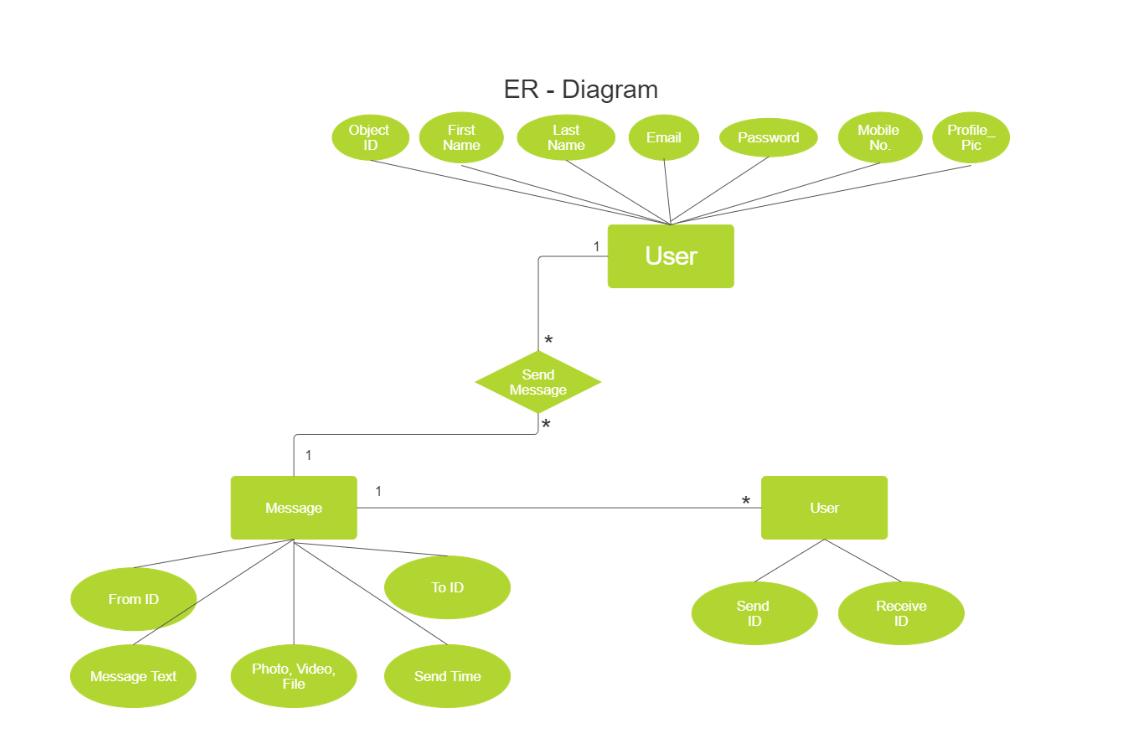 ER - Diagram
Object
ID
First
Name
Last
Name
Email
Password
Mobile
No.
Profile_
Pic
User
1
*
Send
Message
*
1
Message
1
*
User
From ID
To ID
Send
ID
Receive
ID
Message Text
Photo, Video,
File
Send Time